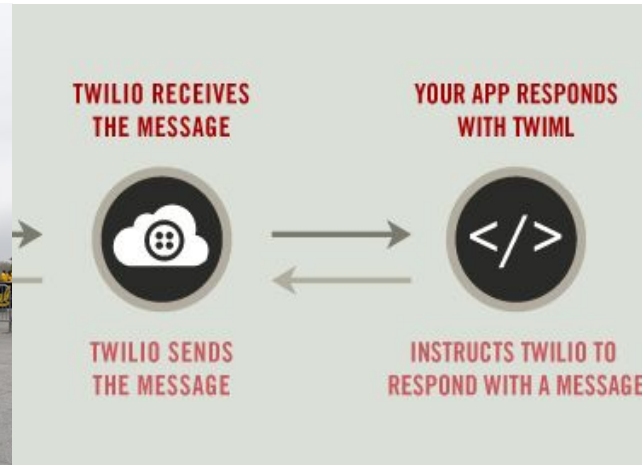 TWILIO RECEIVES
THE MESSAGE
YOUR APP RESPONDS
WITH TWIML
</>
TWILIO SENDS
THE MESSAGE
INSTRUCTS TWILIO TO
RESPOND WITH A MESSAGE